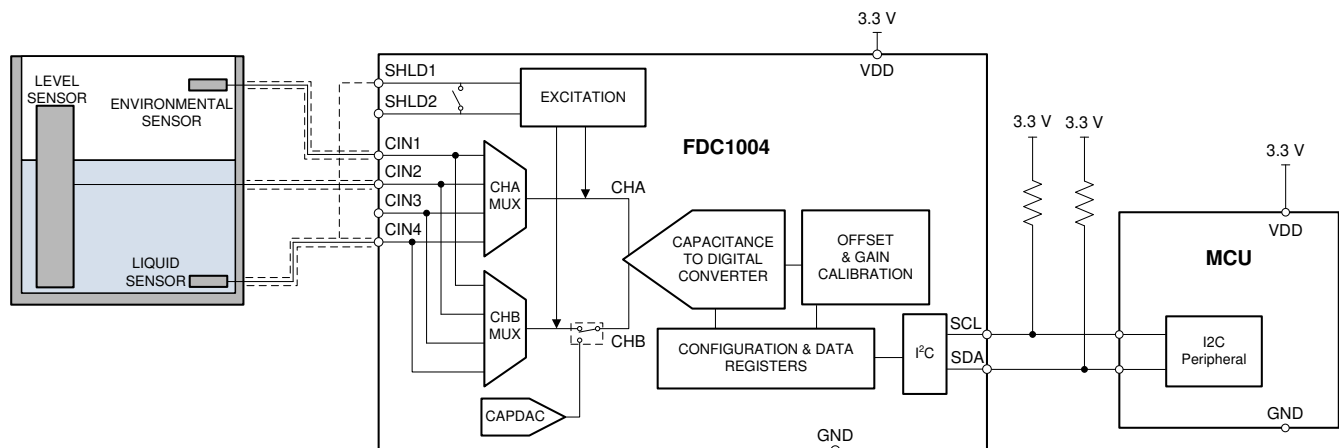 3.3 V
VDD
SHLD1
SHLD2
EXCITATION
LEVEL
SENSOR
ENVIRONMENTAL
SENSOR
CIN1
CIN2
CIN3
CIN4
FDC1004
CHA
MUX
CHA
3.3 V
3.3 V
3.3 V
VDD
MCU
CAPACITANCE
TO DIGITAL
CONVERTER
OFFSET
& GAIN
CALIBRATION
LIQUID
SENSOR
CHB
MUX
CHB
CONFIGURATION & DATA
REGISTERS
I²C
SCL
SDA
I2C
Peripheral
CAPDAC
GND
GND